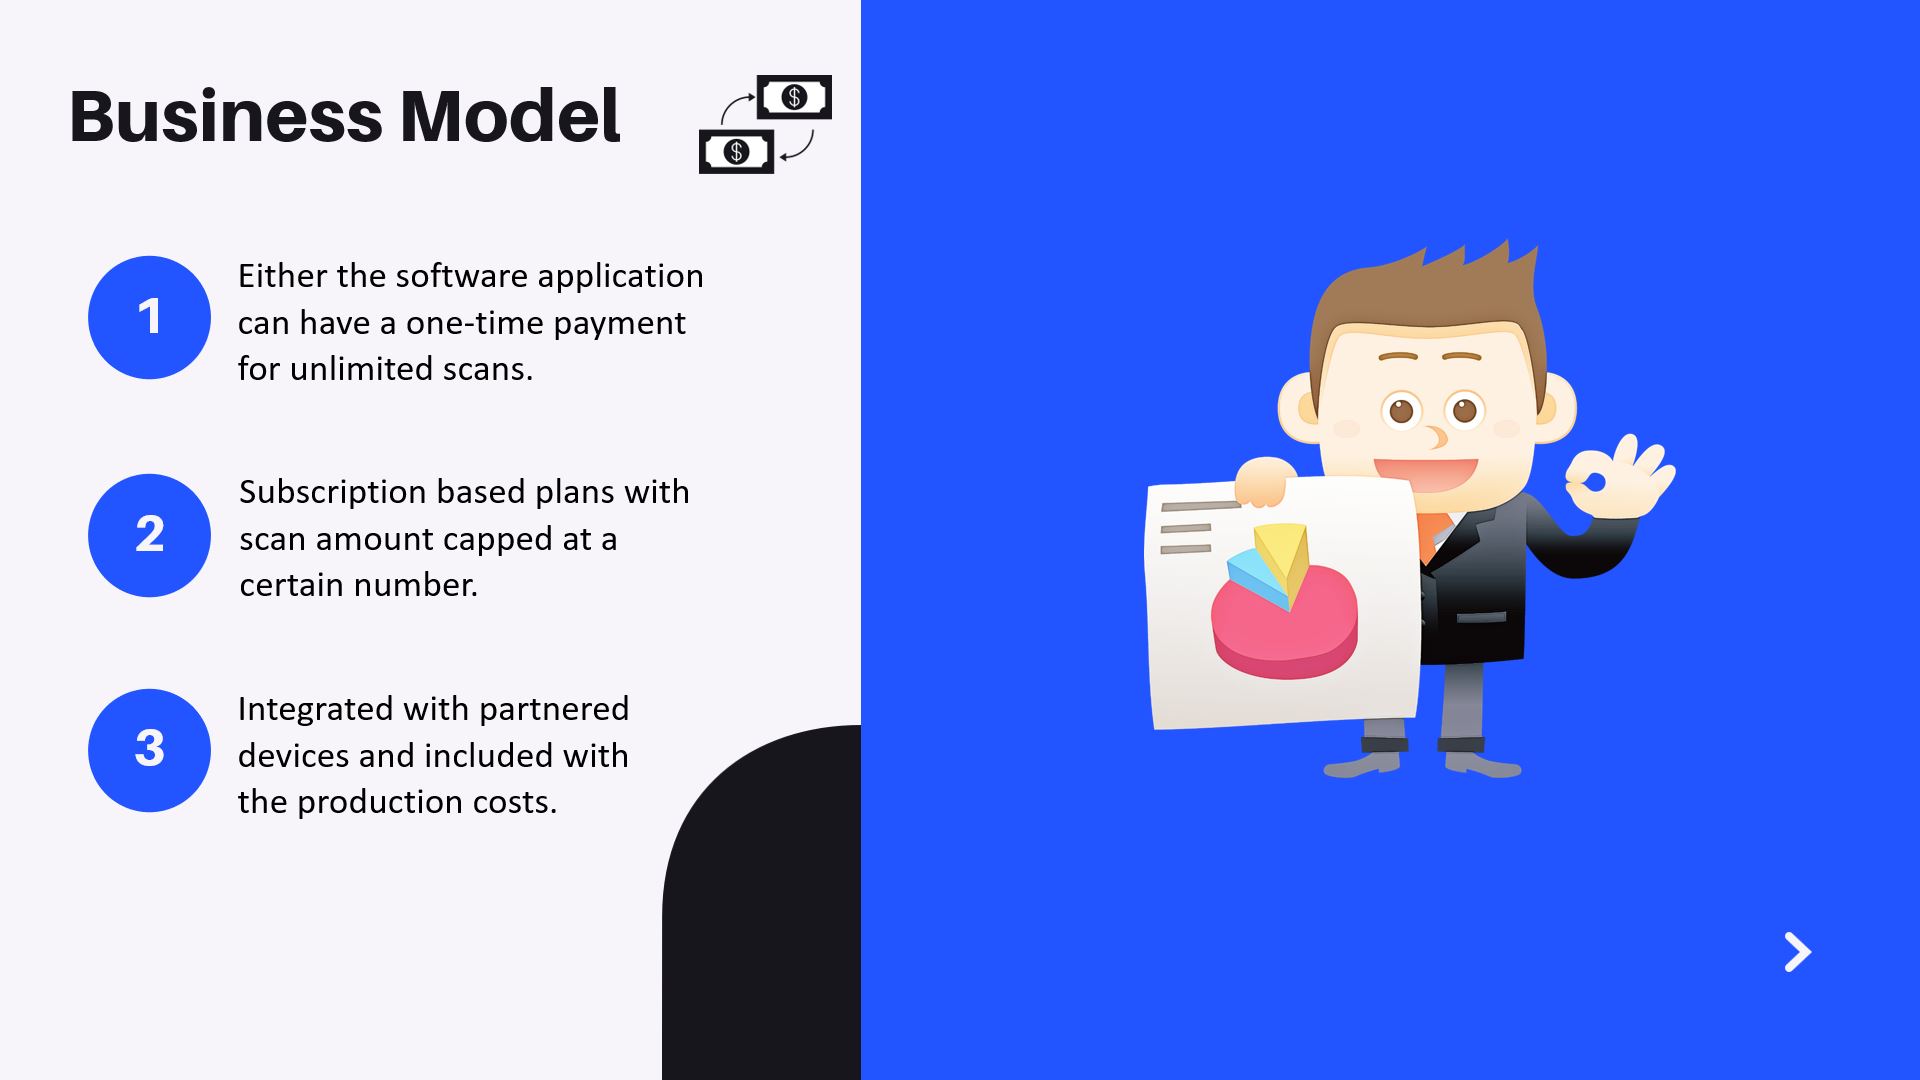 Business Model
$
$
1
Either the software application
can have a one-time payment
for unlimited scans.
2
Subscription based plans with
scan amount capped at a
certain number.
3
Integrated with partnered
devices and included with
the production costs.